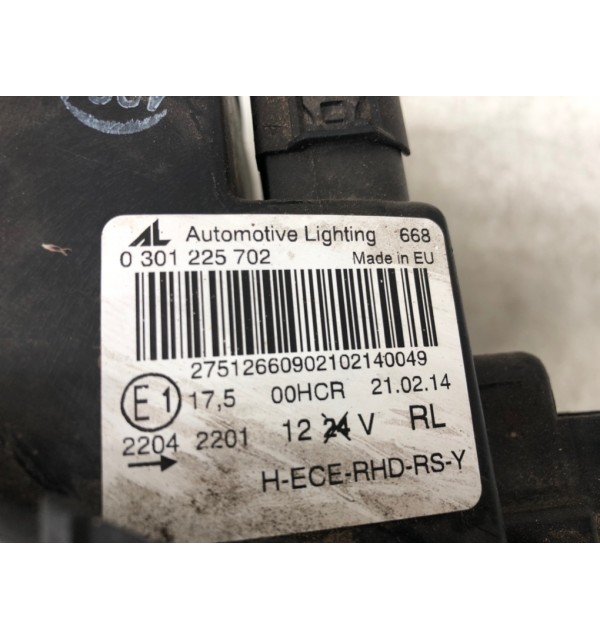 AL Automotive Lighting 668
0 301 225 702 Made in EU
27512660902102140049
E1 17,5 00HCR 21.02.14
2204 2201 12 24 V RL
H-ECE-RHD-RS-Y